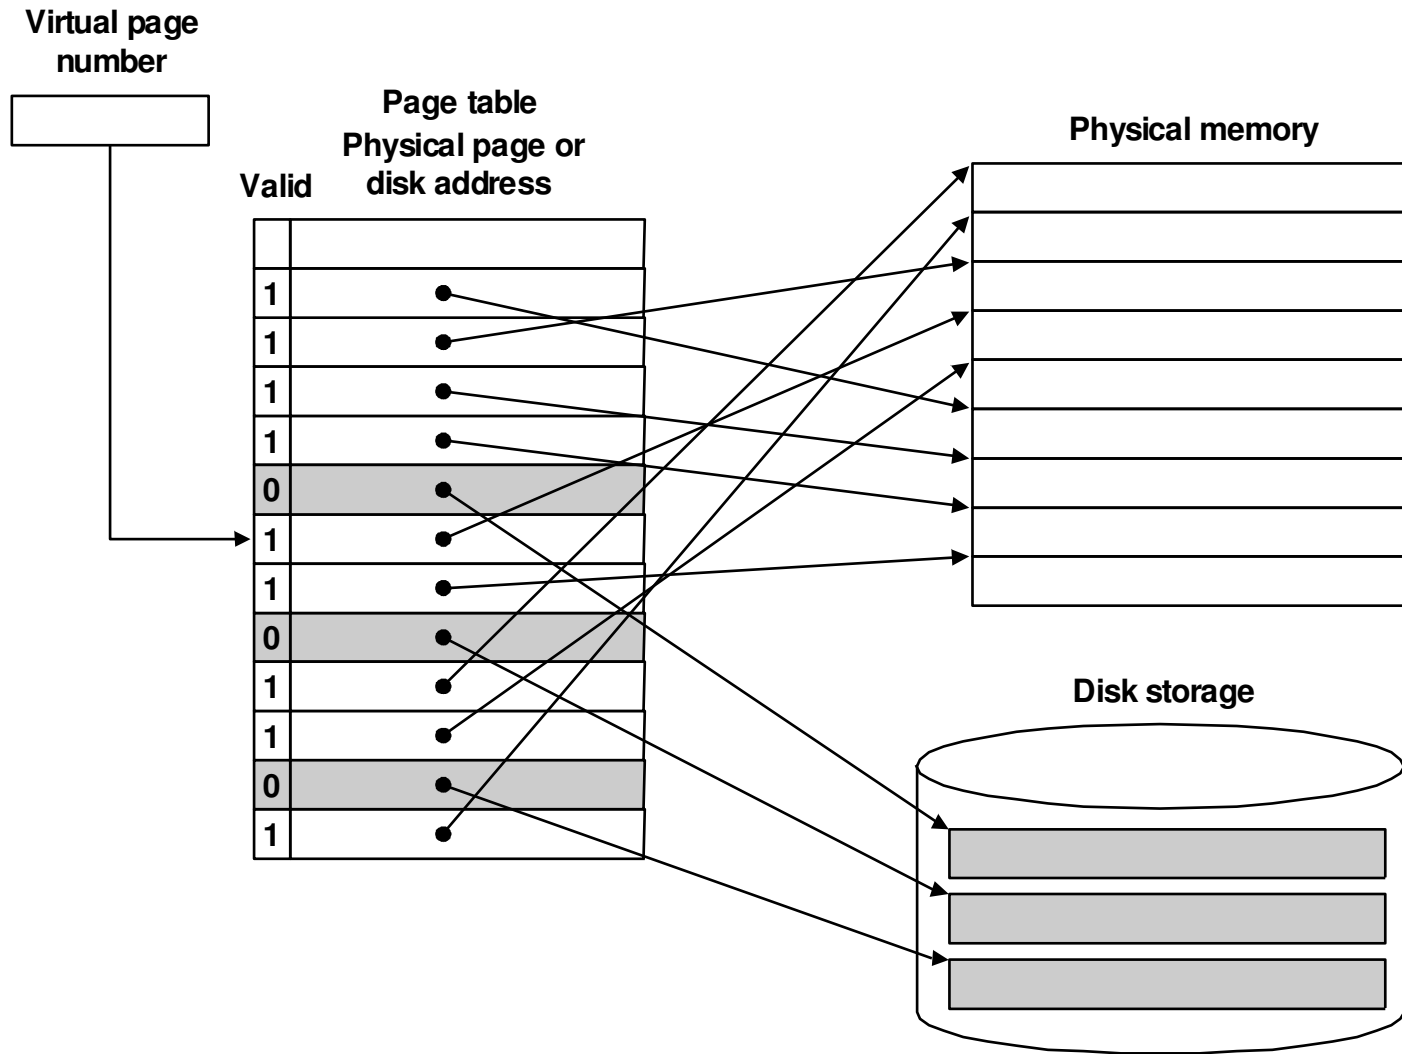 Virtual page
number
Page table
Physical page or
disk address
Valid
Physical memory
1
1
1
1
0
1
1
0
1
1
0
1
Disk storage